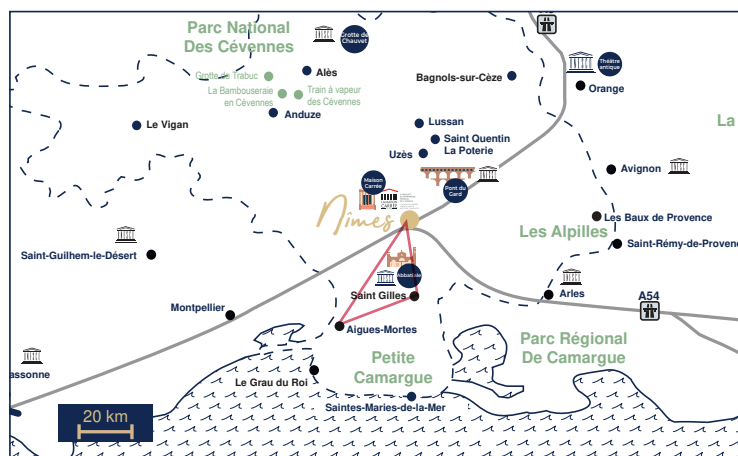 Parc National
Des Cévennes
Grotte de
Chauvet
Théâtre
antique
Grotte de Trabuc
Alès
Bagnols-sur-Cèze
Orange
La Bambouseraie
en Cévennes
Train à vapeur
des Cévennes
Anduze
Le Vigan
Lussan
La
Saint Quentin
La Poterie
Uzès
Avignon
Maison
Carrée
Pont du
Gard
Nîmes
Les Baux de Provence
Les Alpilles
Saint-Rémy-de-Proven
Saint-Guilhem-le-Désert
Abbatiale
Saint Gilles
Arles
A54
Montpellier
Aigues-Mortes
Parc Régional
De Camargue
Petite
Camargue
assonne
Le Grau du Roi
Saintes-Maries-de-la-Mer
20 km